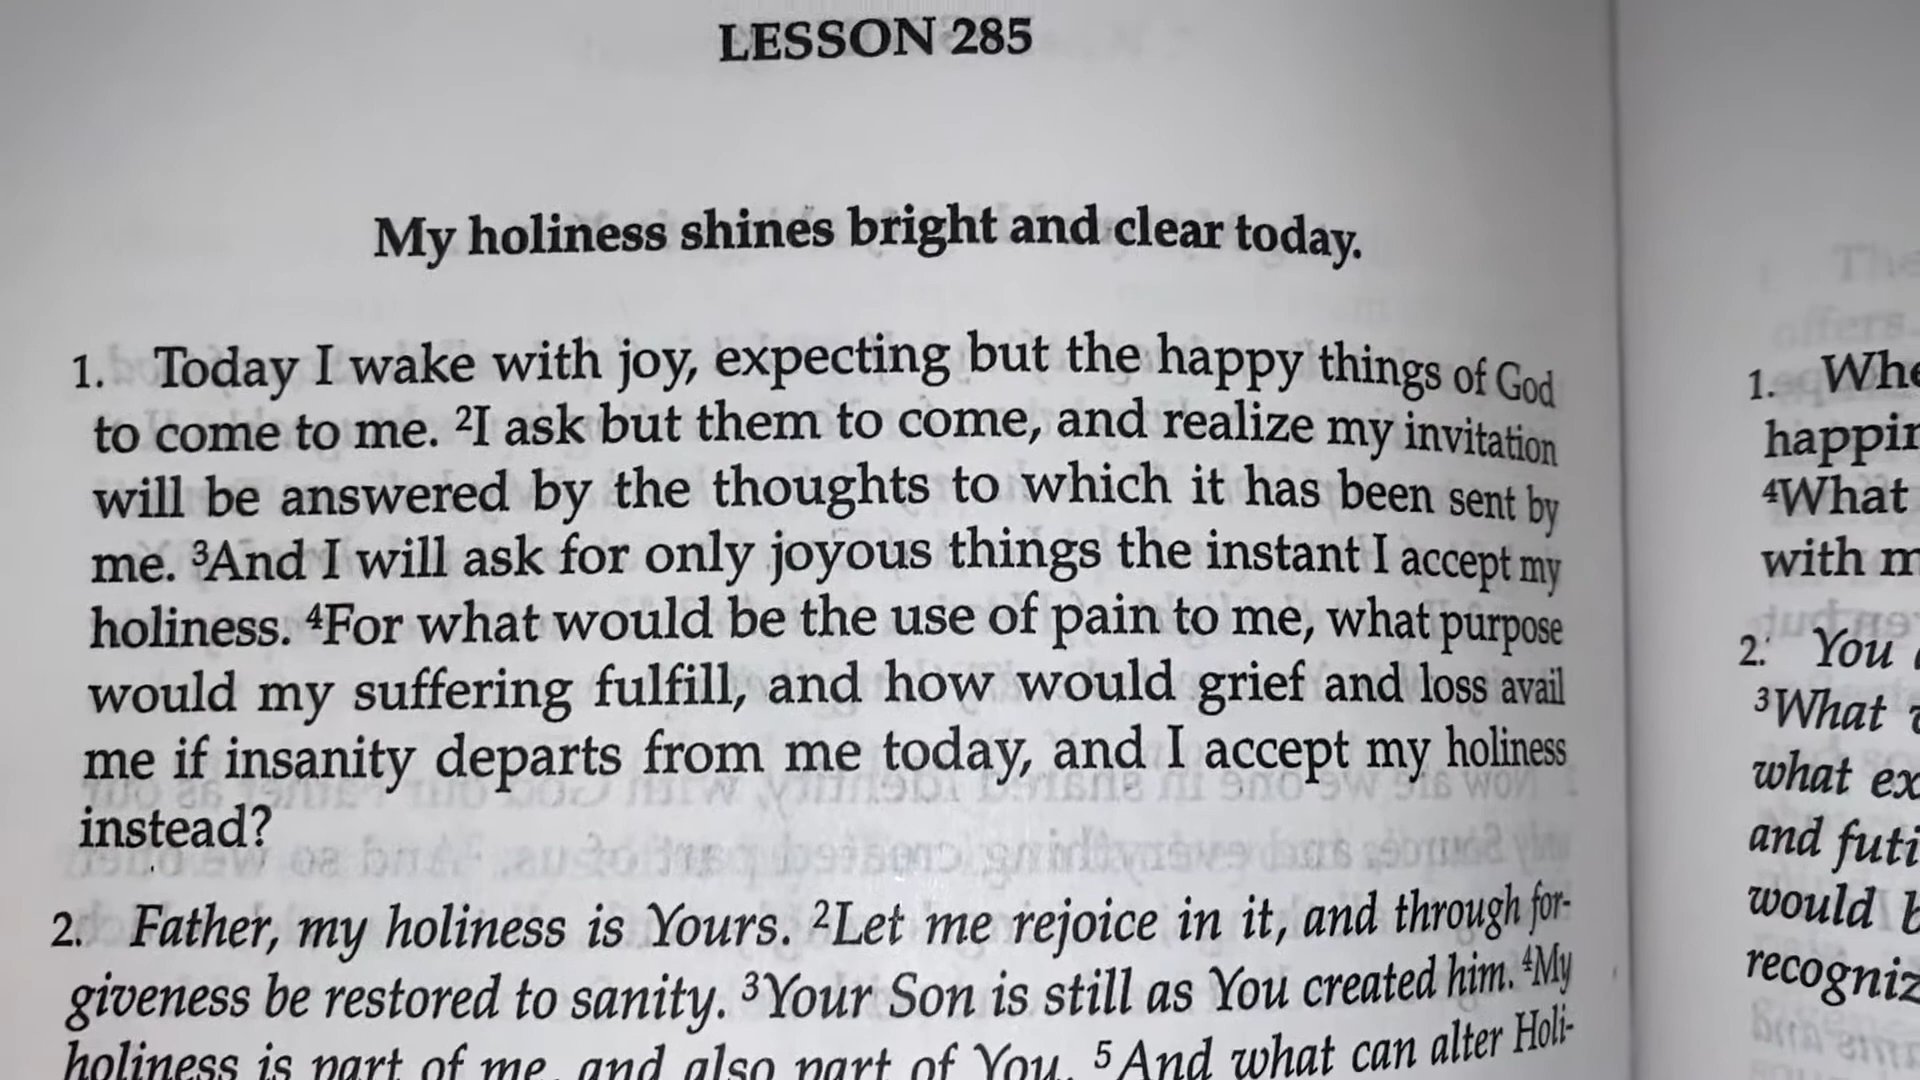 LESSON 285
My holiness shines bright and clear today.
1. Today I wake with joy, expecting but the happy things of God
to come to me. ²I ask but them to come, and realize my invitation
will be answered by the thoughts to which it has been sent by
me. ³And I will ask for only joyous things the instant I accept my
holiness. ⁴For what would be the use of pain to me, what purpose
would my suffering fulfill, and how would grief and loss avail
me if insanity departs from me today, and I accept my holiness
instead?
2. Father, my holiness is Yours. ²Let me rejoice in it, and through for-
giveness be restored to sanity. ³Your Son is still as You created him. ⁴My
holiness is part of me, and also part of You. ⁵And what can alter Holi-
1.
happin
⁴What
with m
2. You
³What
what ex
and futi
would b
recogniz